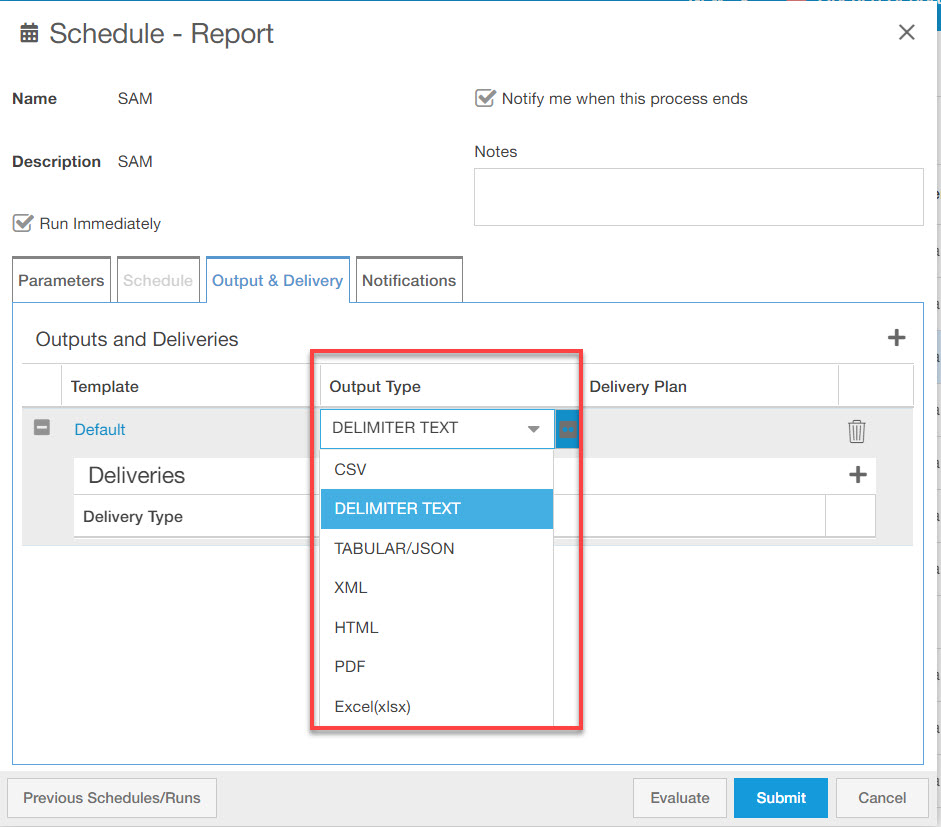 Schedule - Report
Name SAM
Notify me when this process ends
Description SAM
Notes
Run Immediately
Parameters Schedule Output & Delivery Notifications
Outputs and Deliveries
Template Output Type Delivery Plan
Default DELIMITER TEXT
CSV
Deliveries
DELIMITER TEXT
Delivery Type
TABULAR/JSON
XML
HTML
PDF
Excel(xlsx)
Previous Schedules/Runs Evaluate Submit Cancel